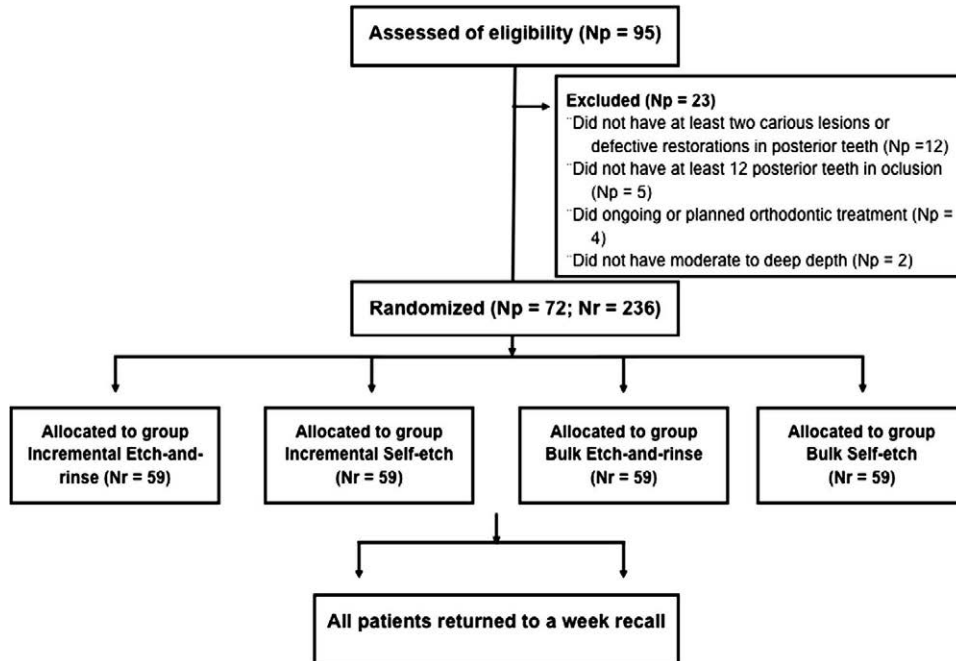 Assessed of eligibility (Np = 95)
Excluded (Np = 23)
¨Did not have at least two carious lesions or
defective restorations in posterior teeth (Np =12)
¨Did not have at least 12 posterior teeth in oclusion
(Np = 5)
¨Did ongoing or planned orthodontic treatment (Np =
4)
¨Did not have moderate to deep depth (Np = 2)
Randomized (Np = 72; Nr = 236)
Allocated to group
Incremental Etch-and-
rinse (Nr = 59)
Allocated to group
Incremental Self-etch
(Nr = 59)
Allocated to group
Bulk Etch-and-rinse
(Nr = 59)
Allocated to group
Bulk Self-etch
(Nr = 59)
All patients returned to a week recall